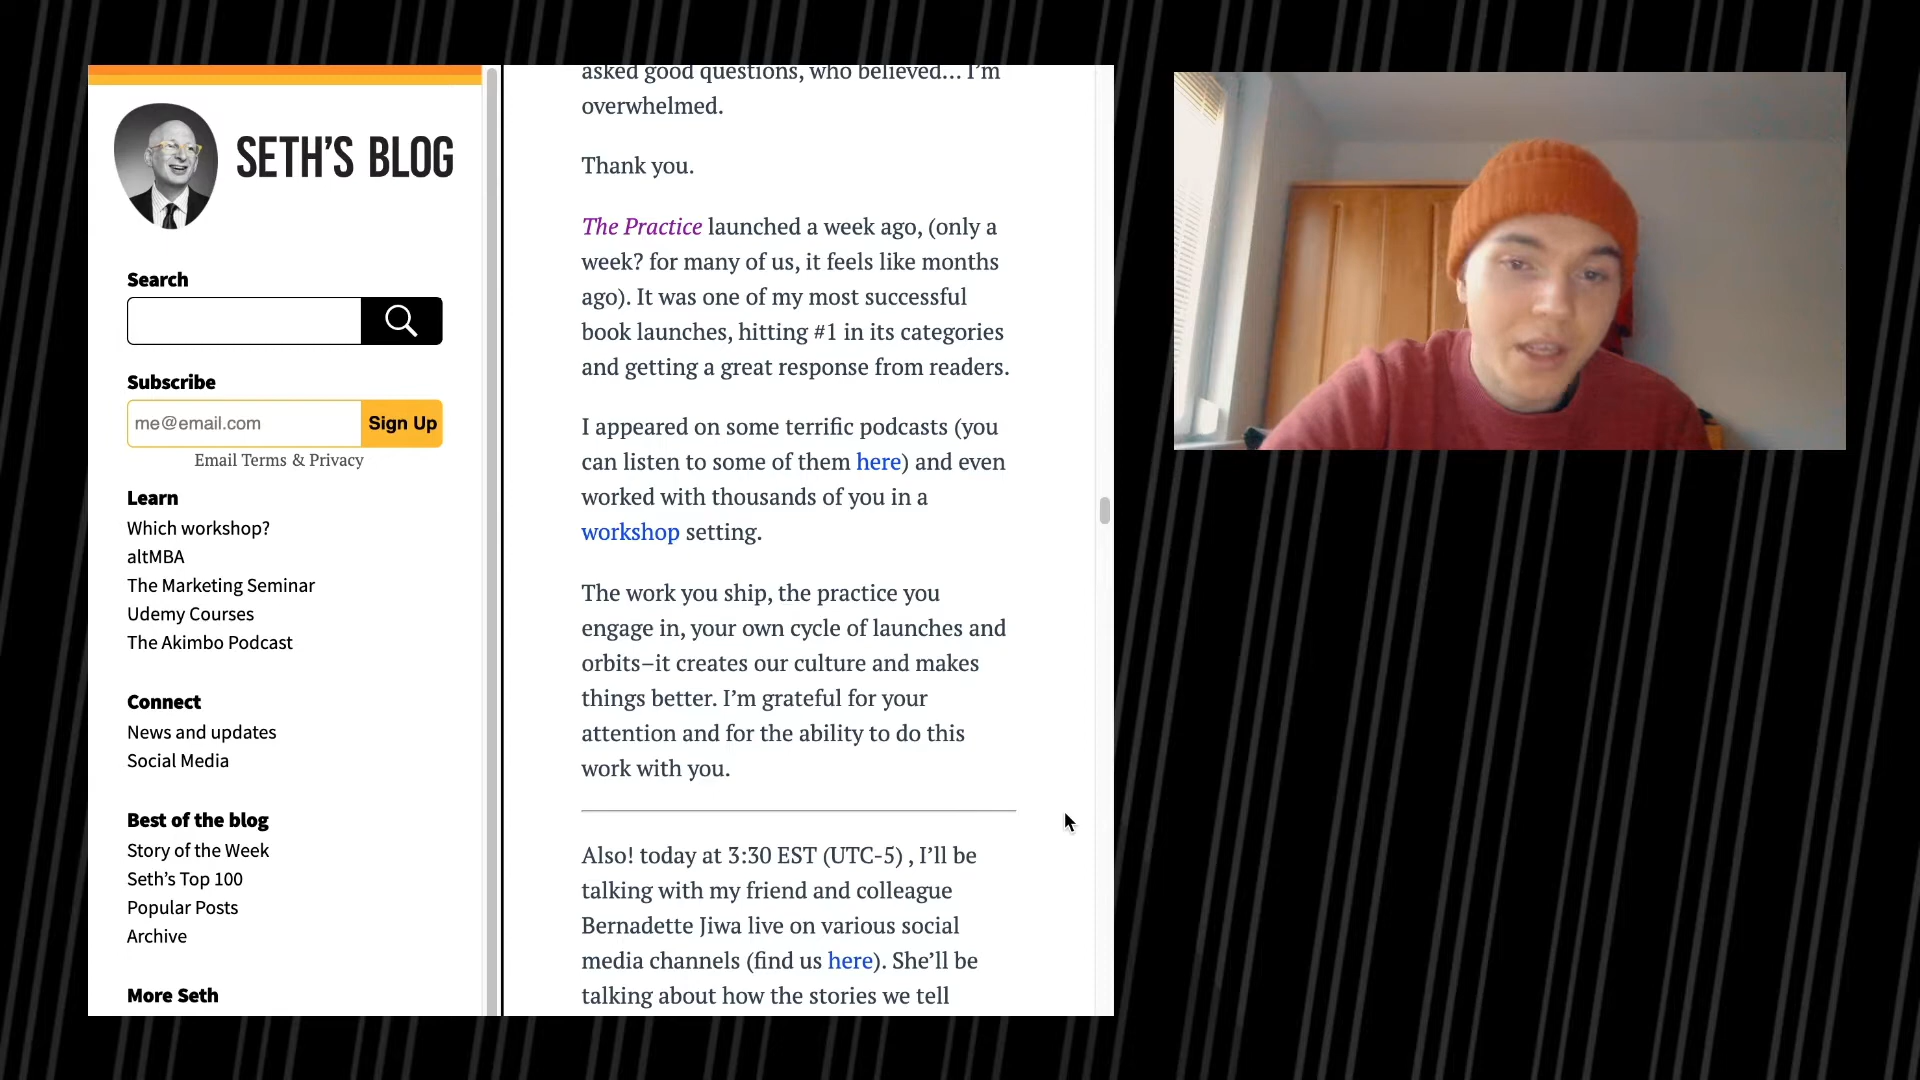 SETH'S BLOG
Search
Subscribe
me@email.com
Sign Up
Email Terms & Privacy
Learn
Which workshop?
altMBA
The Marketing Seminar
Udemy Courses
The Akimbo Podcast
Connect
News and updates
Social Media
Best of the blog
Story of the Week
Seth's Top 100
Popular Posts
Archive
More Seth
asked good questions, who believed... I'm
overwhelmed.
Thank you.
The Practice launched a week ago, (only a
week? for many of us, it feels like months
ago). It was one of my most successful
book launches, hitting #1 in its categories
and getting a great response from readers.
I appeared on some terrific podcasts (you
can listen to some of them here) and even
worked with thousands of you in a
workshop setting.
The work you ship, the practice you
engage in, your own cycle of launches and
orbits–it creates our culture and makes
things better. I'm grateful for your
attention and for the ability to do this
work with you.
Also! today at 3:30 EST (UTC-5) , I'll be
talking with my friend and colleague
Bernadette Jiwa live on various social
media channels (find us here). She'll be
talking about how the stories we tell